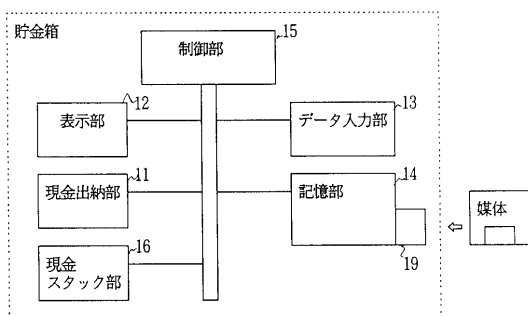 貯金箱
制御部
15
表示部
12
データ入力部
13
現金出納部
11
記憶部
14
媒体
19
現金
スタック部
16